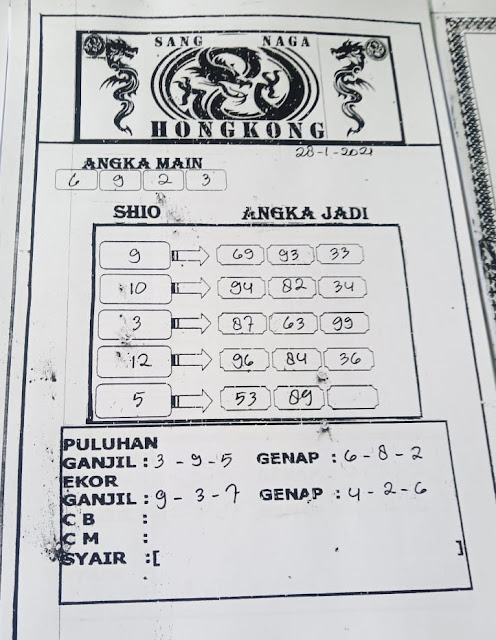 SANG NAGA
HONGKONG
28-1-2021
ANGKA MAIN
6 9 2 3
SHIO ANGKA JADI
9 69 93 33
10 94 82 34
3 87 63 99
12 96 84 36
5 53 89
PULUHAN
GANJIL : 3 - 9 - 5 GENAP : 6 - 8 - 2
EKOR
GANJIL : 9 - 3 - 7 GENAP : 4 - 2 - 6
C B :
C M :
SYAIR :[ ]